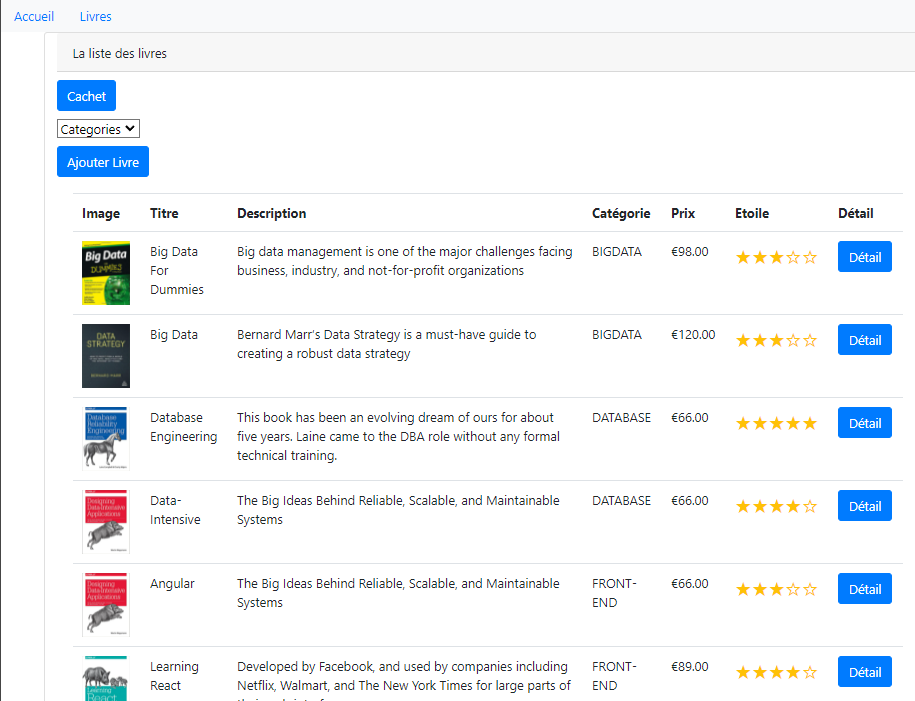 Accueil Livres
La liste des livres
Cachet
Categories
Ajouter Livre
Image Titre Description Catégorie Prix Etoile Détail
Big Data
DUMMIES
Big Data For Dummies
Big data management is one of the major challenges facing
business, industry, and not-for-profit organizations
BIGDATA
€98.00
Détail
DATA
STRATEGY
BERNARD MARR
Big Data
Bernard Marr's Data Strategy is a must-have guide to
creating a robust data strategy
BIGDATA
€120.00
Détail
Database
Reliability
Engineering
Database
Engineering
This book has been an evolving dream of ours for about
five years. Laine came to the DBA role without any formal
technical training.
DATABASE
€66.00
Détail
Designing
Data-Intensive
Applications
Data-
Intensive
The Big Ideas Behind Reliable, Scalable, and Maintainable
Systems
DATABASE
€66.00
Détail
Designing
Data-Intensive
Applications
Angular
The Big Ideas Behind Reliable, Scalable, and Maintainable
Systems
FRONT-
END
€66.00
Détail
Learning
React
Learning
React
Developed by Facebook, and used by companies including
Netflix, Walmart, and The New York Times for large parts of
FRONT-
END
€89.00
Détail